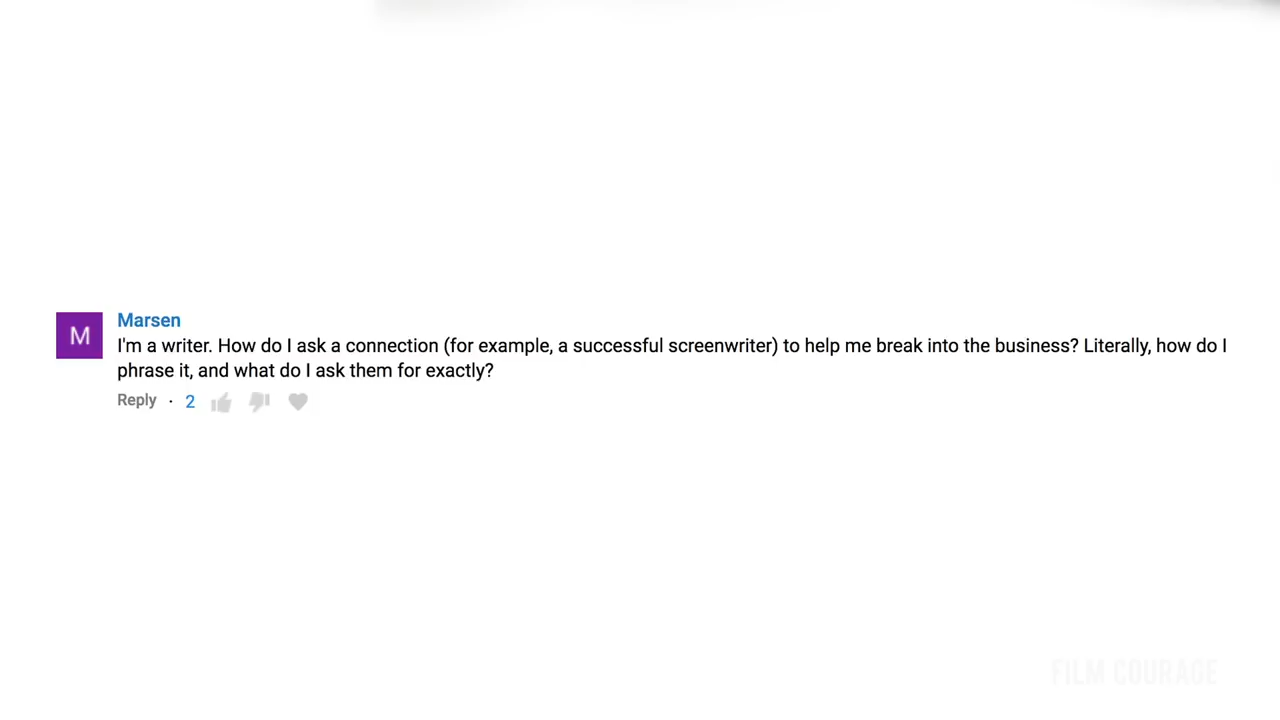 M
Marsen
I'm a writer. How do I ask a connection (for example, a successful screenwriter) to help me break into the business? Literally, how do I
phrase it, and what do I ask them for exactly?
Reply · 2
FILM COURAGE